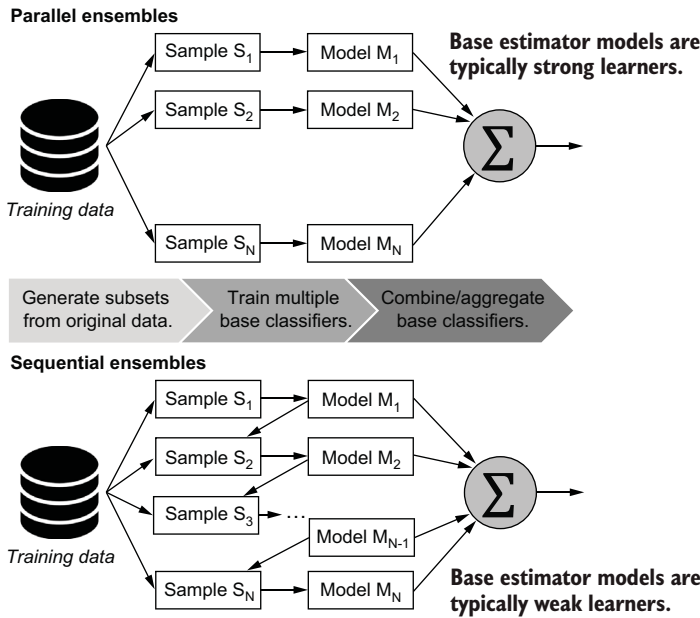 Parallel ensembles
Sample S₁
Model M₁
Base estimator models are
typically strong learners.
Sample S₂
Model M₂
Σ
Training data
Sample Sₙ
Model Mₙ
Generate subsets
from original data.
Train multiple
base classifiers.
Combine/aggregate
base classifiers.
Sequential ensembles
Sample S₁
Model M₁
Sample S₂
Model M₂
Σ
Sample S₃
...
Training data
Model Mₙ₋₁
Sample Sₙ
Model Mₙ
Base estimator models are
typically weak learners.